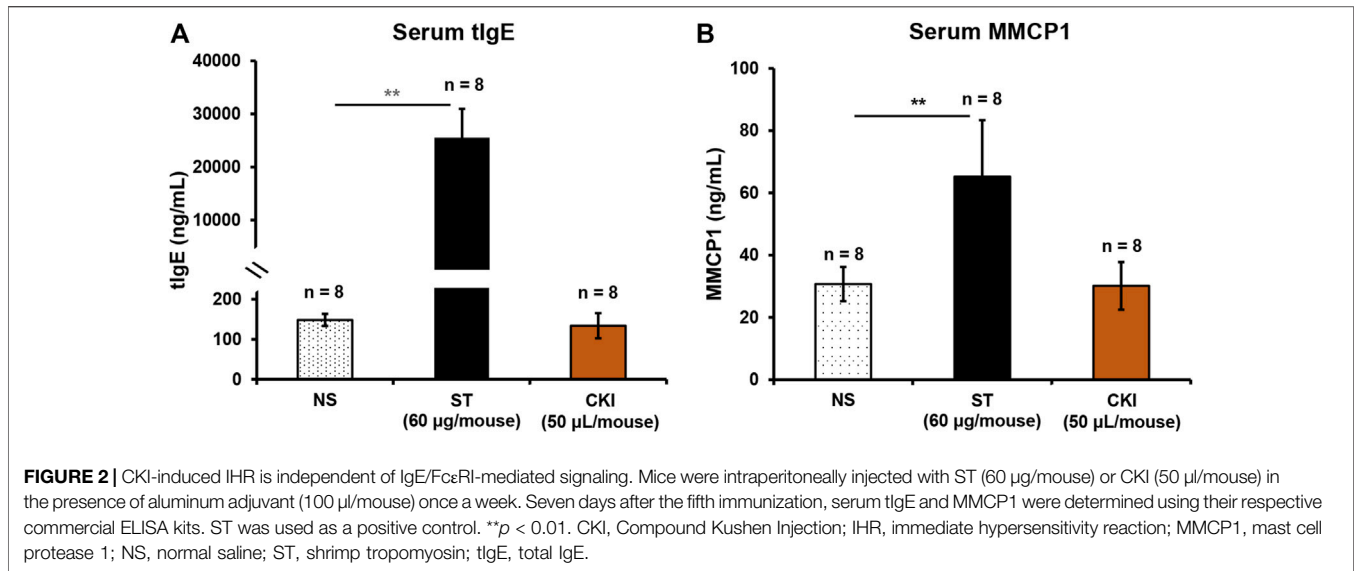 A
Serum tIgE
40000
30000
20000
10000
200
100
0
tIgE (ng/mL)
**
n = 8
n = 8
n = 8
NS
ST
(60 µg/mouse)
CKI
(50 µL/mouse)
B
Serum MMCP1
100
80
60
40
20
0
MMCP1 (ng/mL)
**
n = 8
n = 8
n = 8
NS
ST
(60 µg/mouse)
CKI
(50 µL/mouse)
FIGURE 2 | CKI-induced IHR is independent of IgE/FcεRI-mediated signaling. Mice were intraperitoneally injected with ST (60 µg/mouse) or CKI (50 µl/mouse) in
the presence of aluminum adjuvant (100 µl/mouse) once a week. Seven days after the fifth immunization, serum tIgE and MMCP1 were determined using their respective
commercial ELISA kits. ST was used as a positive control. **p < 0.01. CKI, Compound Kushen Injection; IHR, immediate hypersensitivity reaction; MMCP1, mast cell
protease 1; NS, normal saline; ST, shrimp tropomyosin; tIgE, total IgE.